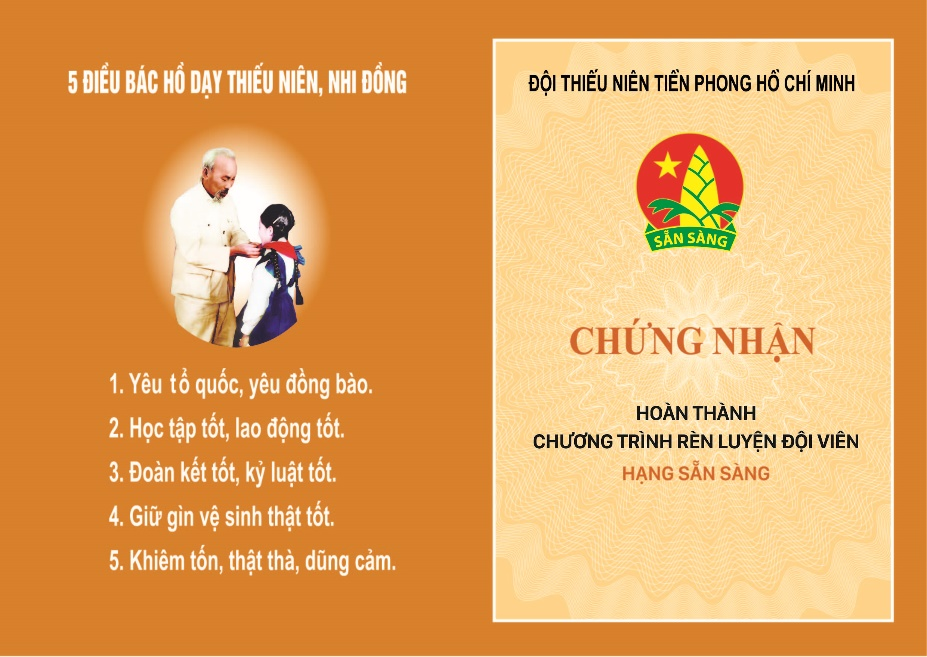 5 ĐIỀU BÁC HỒ DẠY THIẾU NIÊN, NHI ĐỒNG
1. Yêu tổ quốc, yêu đồng bào.
2. Học tập tốt, lao động tốt.
3. Đoàn kết tốt, kỷ luật tốt.
4. Giữ gìn vệ sinh thật tốt.
5. Khiêm tốn, thật thà, dũng cảm.
ĐỘI THIẾU NIÊN TIỀN PHONG HỒ CHÍ MINH
SẴN SÀNG
CHỨNG NHẬN
HOÀN THÀNH
CHƯƠNG TRÌNH RÈN LUYỆN ĐỘI VIÊN
HẠNG SẴN SÀNG